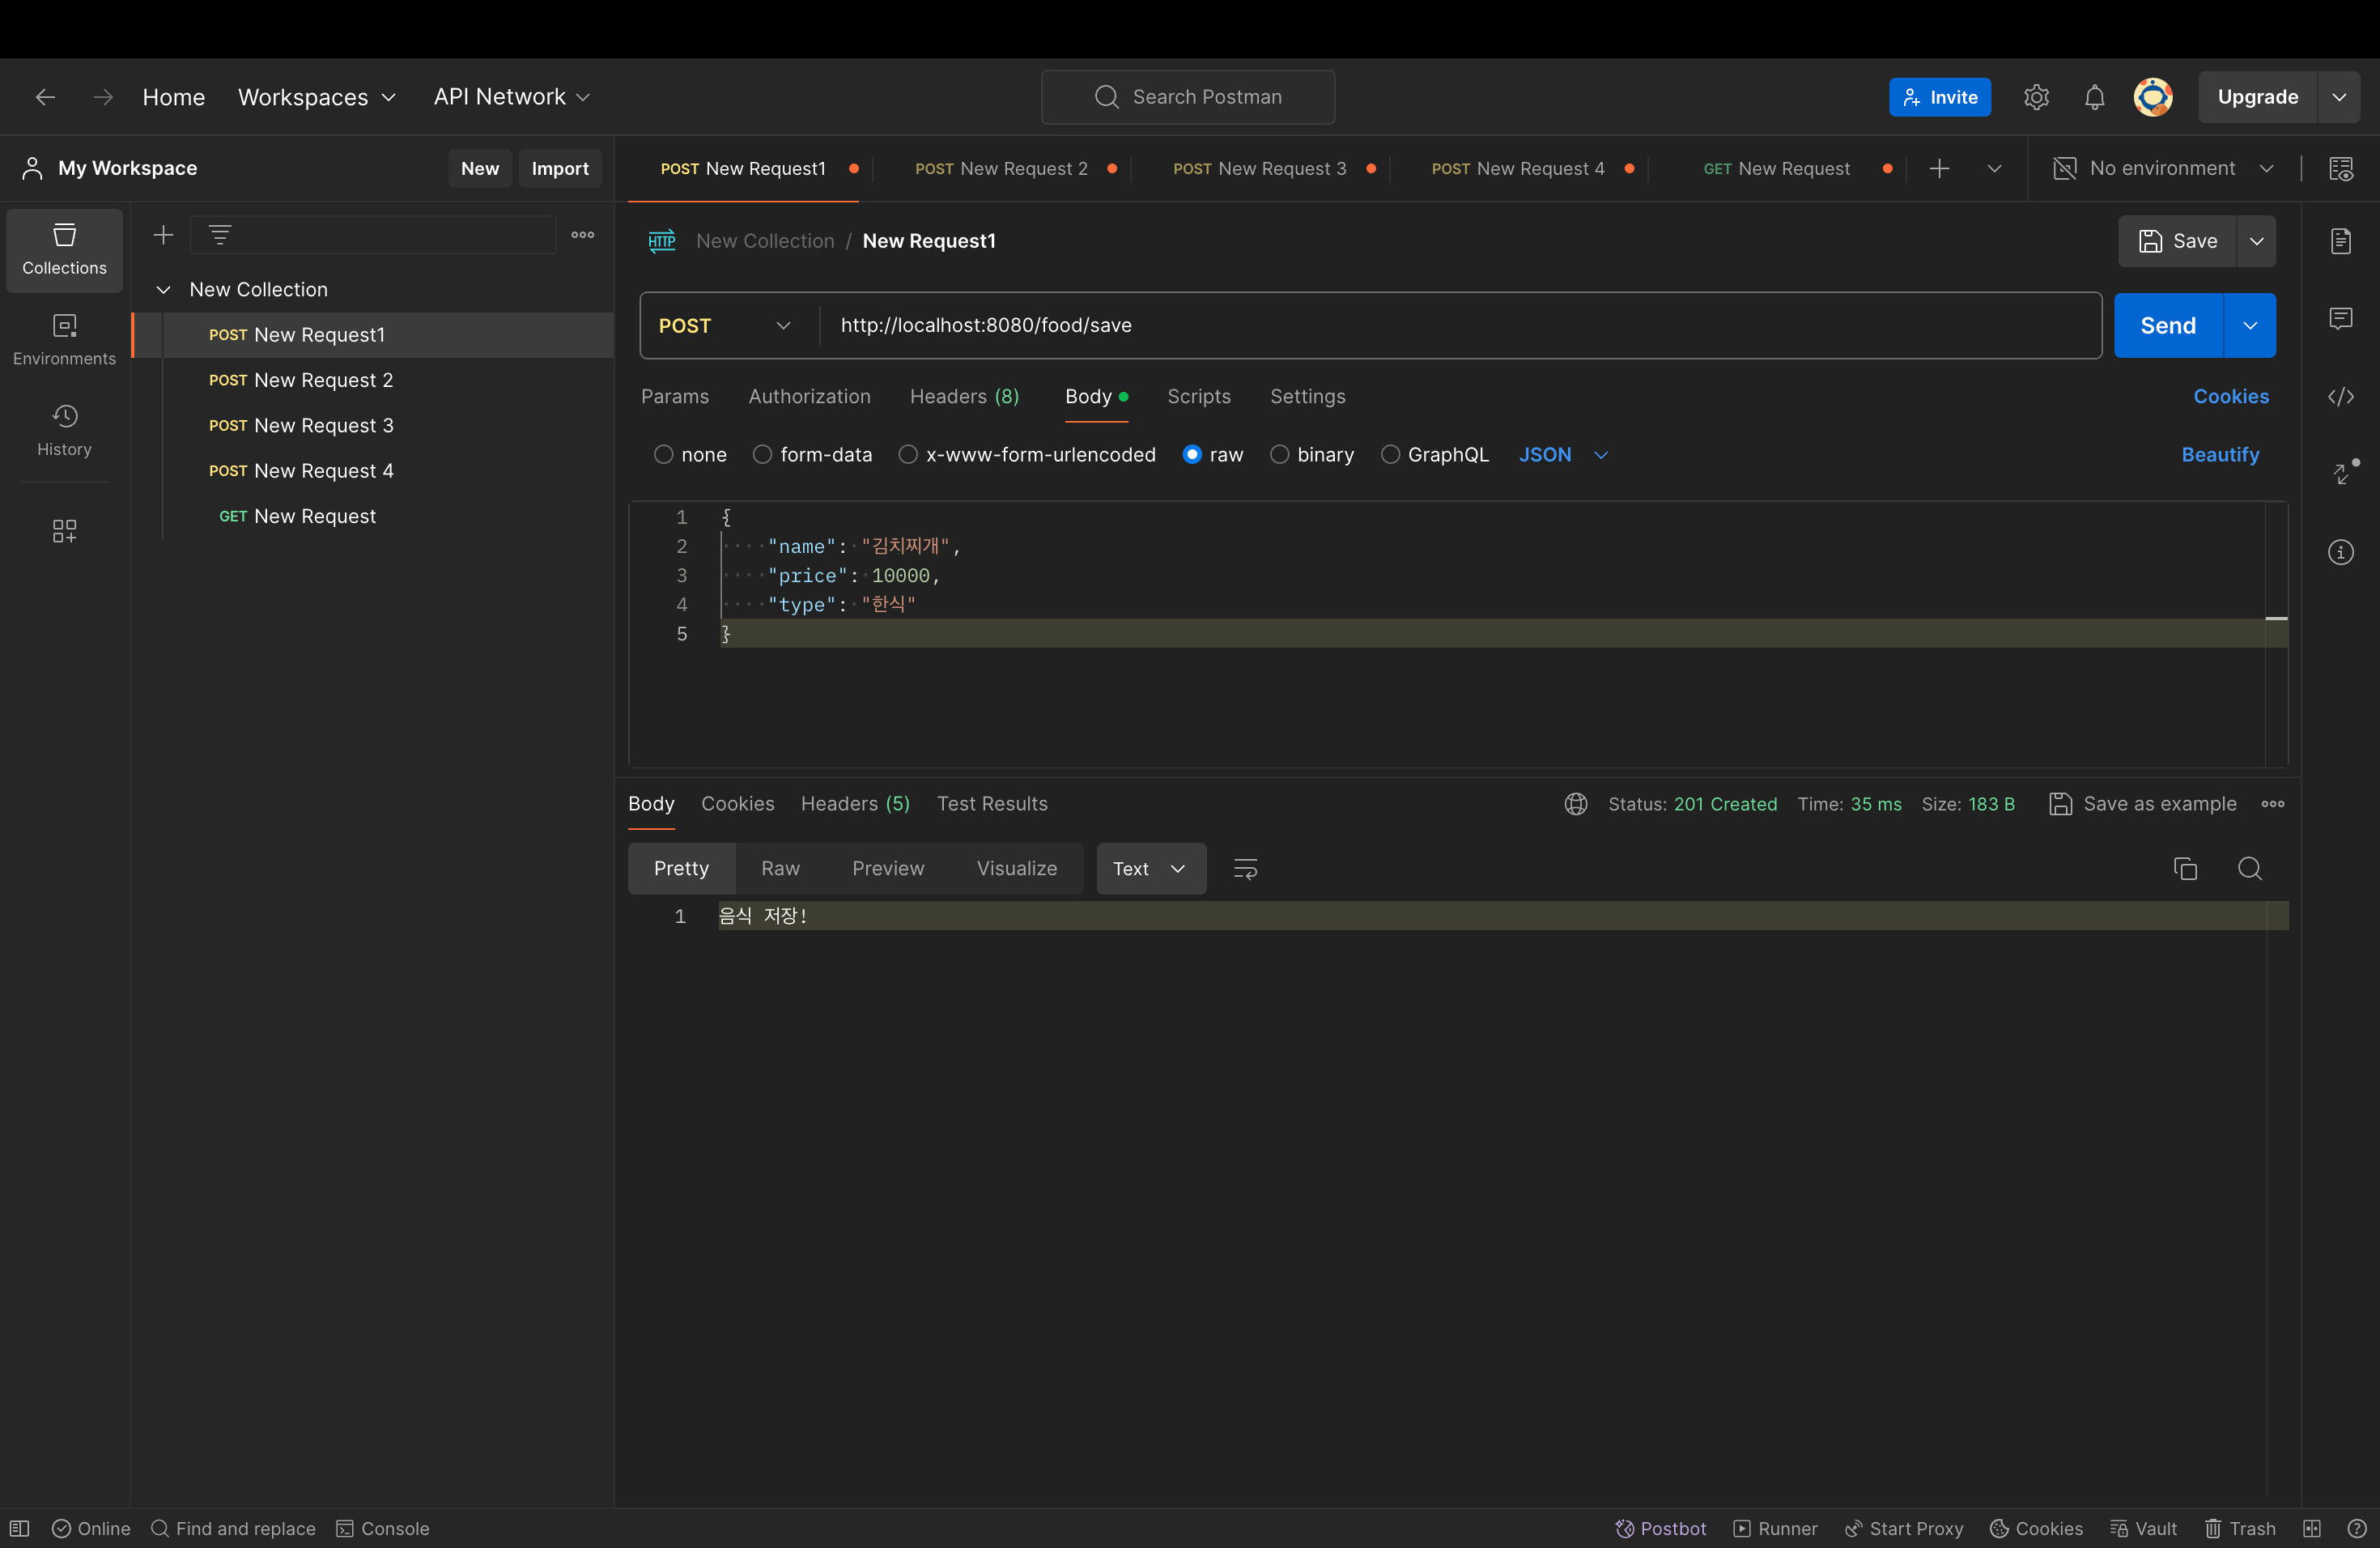 Home Workspaces API Network Search Postman Invite Upgrade
My Workspace New Import
POST New Request1 POST New Request 2 POST New Request 3 POST New Request 4 GET New Request No environment
Collections
Environments
History
New Collection
POST New Request1
POST New Request 2
POST New Request 3
POST New Request 4
GET New Request
HTTP New Collection / New Request1 Save
POST http://localhost:8080/food/save Send
Params Authorization Headers (8) Body Scripts Settings Cookies
none form-data x-www-form-urlencoded raw binary GraphQL JSON Beautify
1 {
2 "name": "김치찌개",
3 "price": 10000,
4 "type": "한식"
5 }
Body Cookies Headers (5) Test Results Status: 201 Created Time: 35 ms Size: 183 B Save as example
Pretty Raw Preview Visualize Text
1 음식 저장!
Online Find and replace Console Postbot Runner Start Proxy Cookies Vault Trash